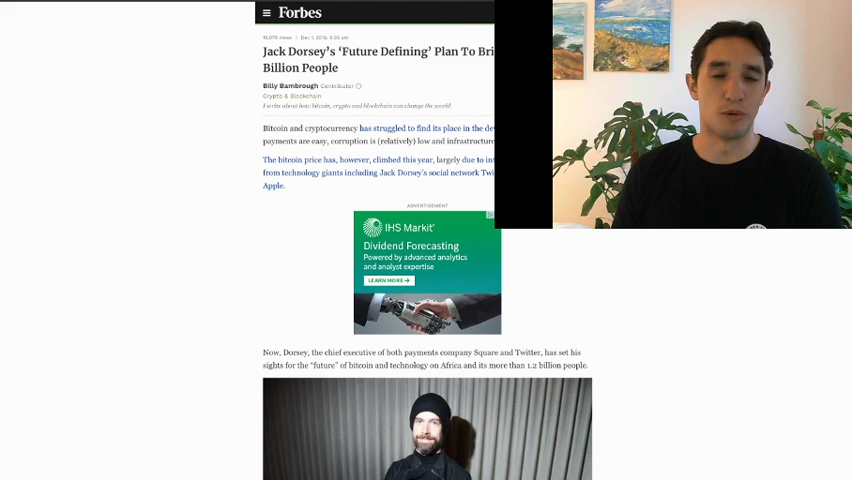 Forbes
Dec 1, 2019,
Jack Dorsey's 'Future Defining' Plan To Bri
Billion People
Billy Bambrough Contributor
Crypto & Blockchain
I write about how bitcoin, crypto and blockchain can change the world.
Bitcoin and cryptocurrency has struggled to find its place in the de
payments are easy, corruption is (relatively) low and infrastructure
The bitcoin price has, however, climbed this year, largely due to in
from technology giants including Jack Dorsey's social network Twi
Apple.
ADVERTISEMENT
IHS Markit
Dividend Forecasting
Powered by advanced analytics
and analyst expertise
LEARN MORE →
Now, Dorsey, the chief executive of both payments company Square and Twitter, has set his
sights for the "future" of bitcoin and technology on Africa and its more than 1.2 billion people.